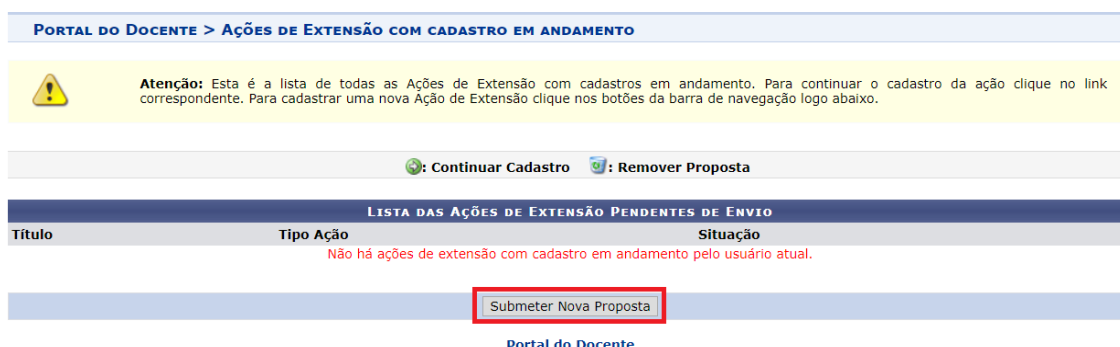 PORTAL DO DOCENTE > AÇÕES DE EXTENSÃO COM CADASTRO EM ANDAMENTO
Atenção: Esta é a lista de todas as Ações de Extensão com cadastros em andamento. Para continuar o cadastro da ação clique no link
correspondente. Para cadastrar uma nova Ação de Extensão clique nos botões da barra de navegação logo abaixo.
: Continuar Cadastro : Remover Proposta
LISTA DAS AÇÕES DE EXTENSÃO PENDENTES DE ENVIO
Título Tipo Ação Situação
Não há ações de extensão com cadastro em andamento pelo usuário atual.
Submeter Nova Proposta
Portal do Docente